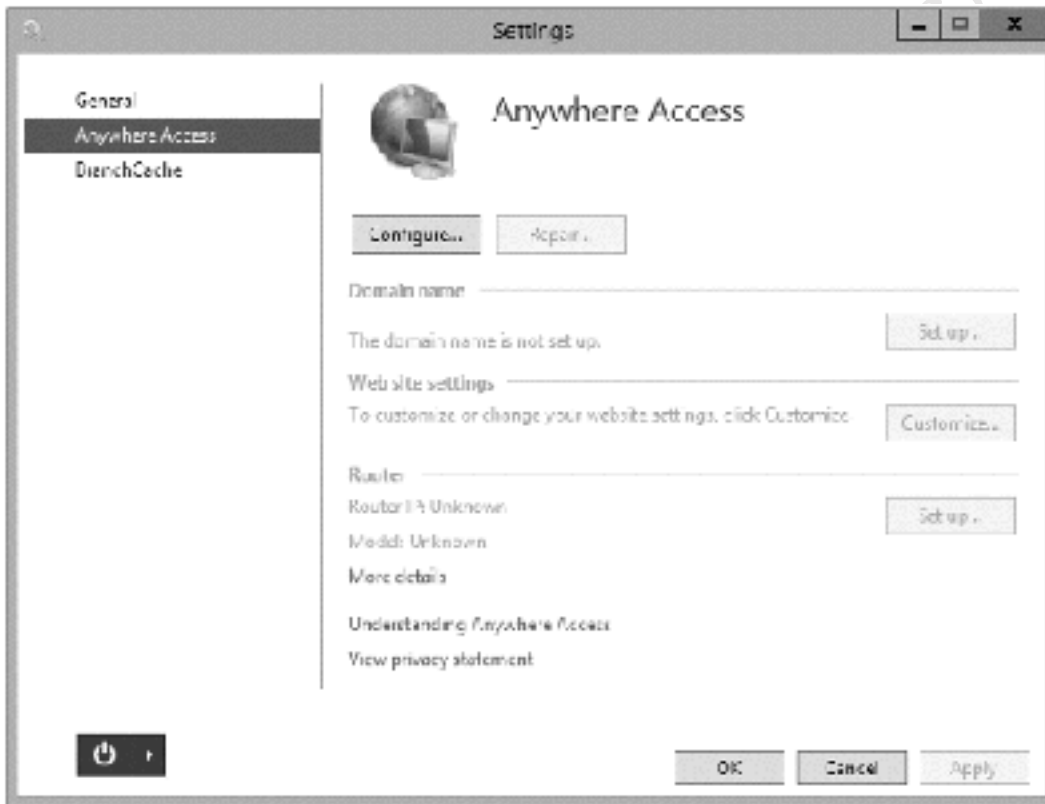 Settings
General
Anywhere Access
BranchCache
Anywhere Access
Configure... Repair...
Domain name
The domain name is not set up. Set up...
Web site settings
To customize or change your website settings, click Customize Customize...
Router
Router IP: Unknown Set up...
Model: Unknown
More details
Understanding Anywhere Access
View privacy statement
OK Cancel Apply